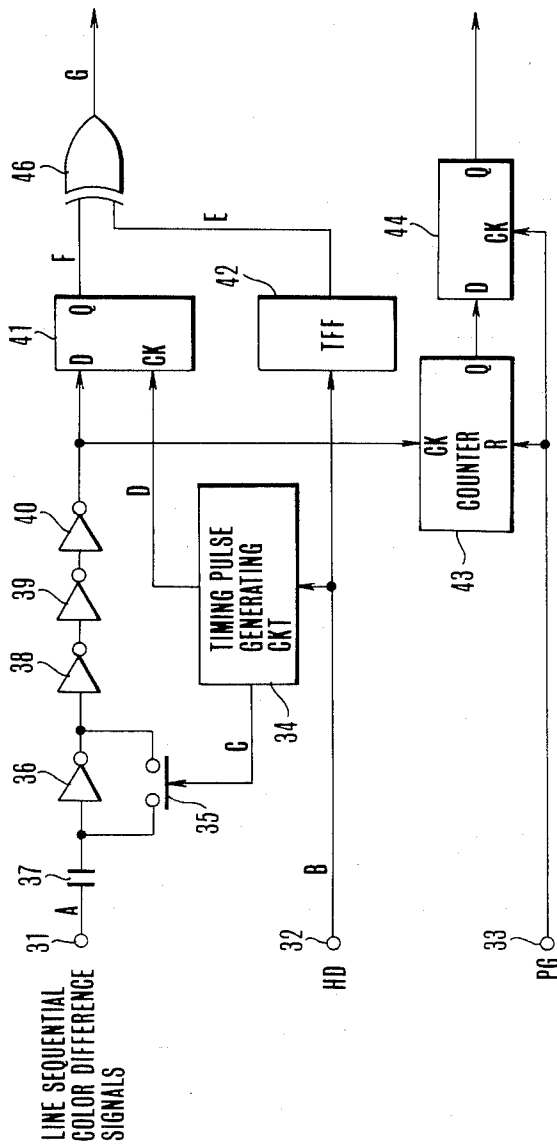 LINE SEQUENTIAL
COLOR DIFFERENCE
SIGNALS
31
A
37
36
38
39
40
35
C
34
TIMING PULSE
GENERATING
CKT
D
41
D
Q
CK
F
46
G
E
42
TFF
32
HD
B
43
CK
COUNTER
R
Q
44
D
Q
CK
33
PG